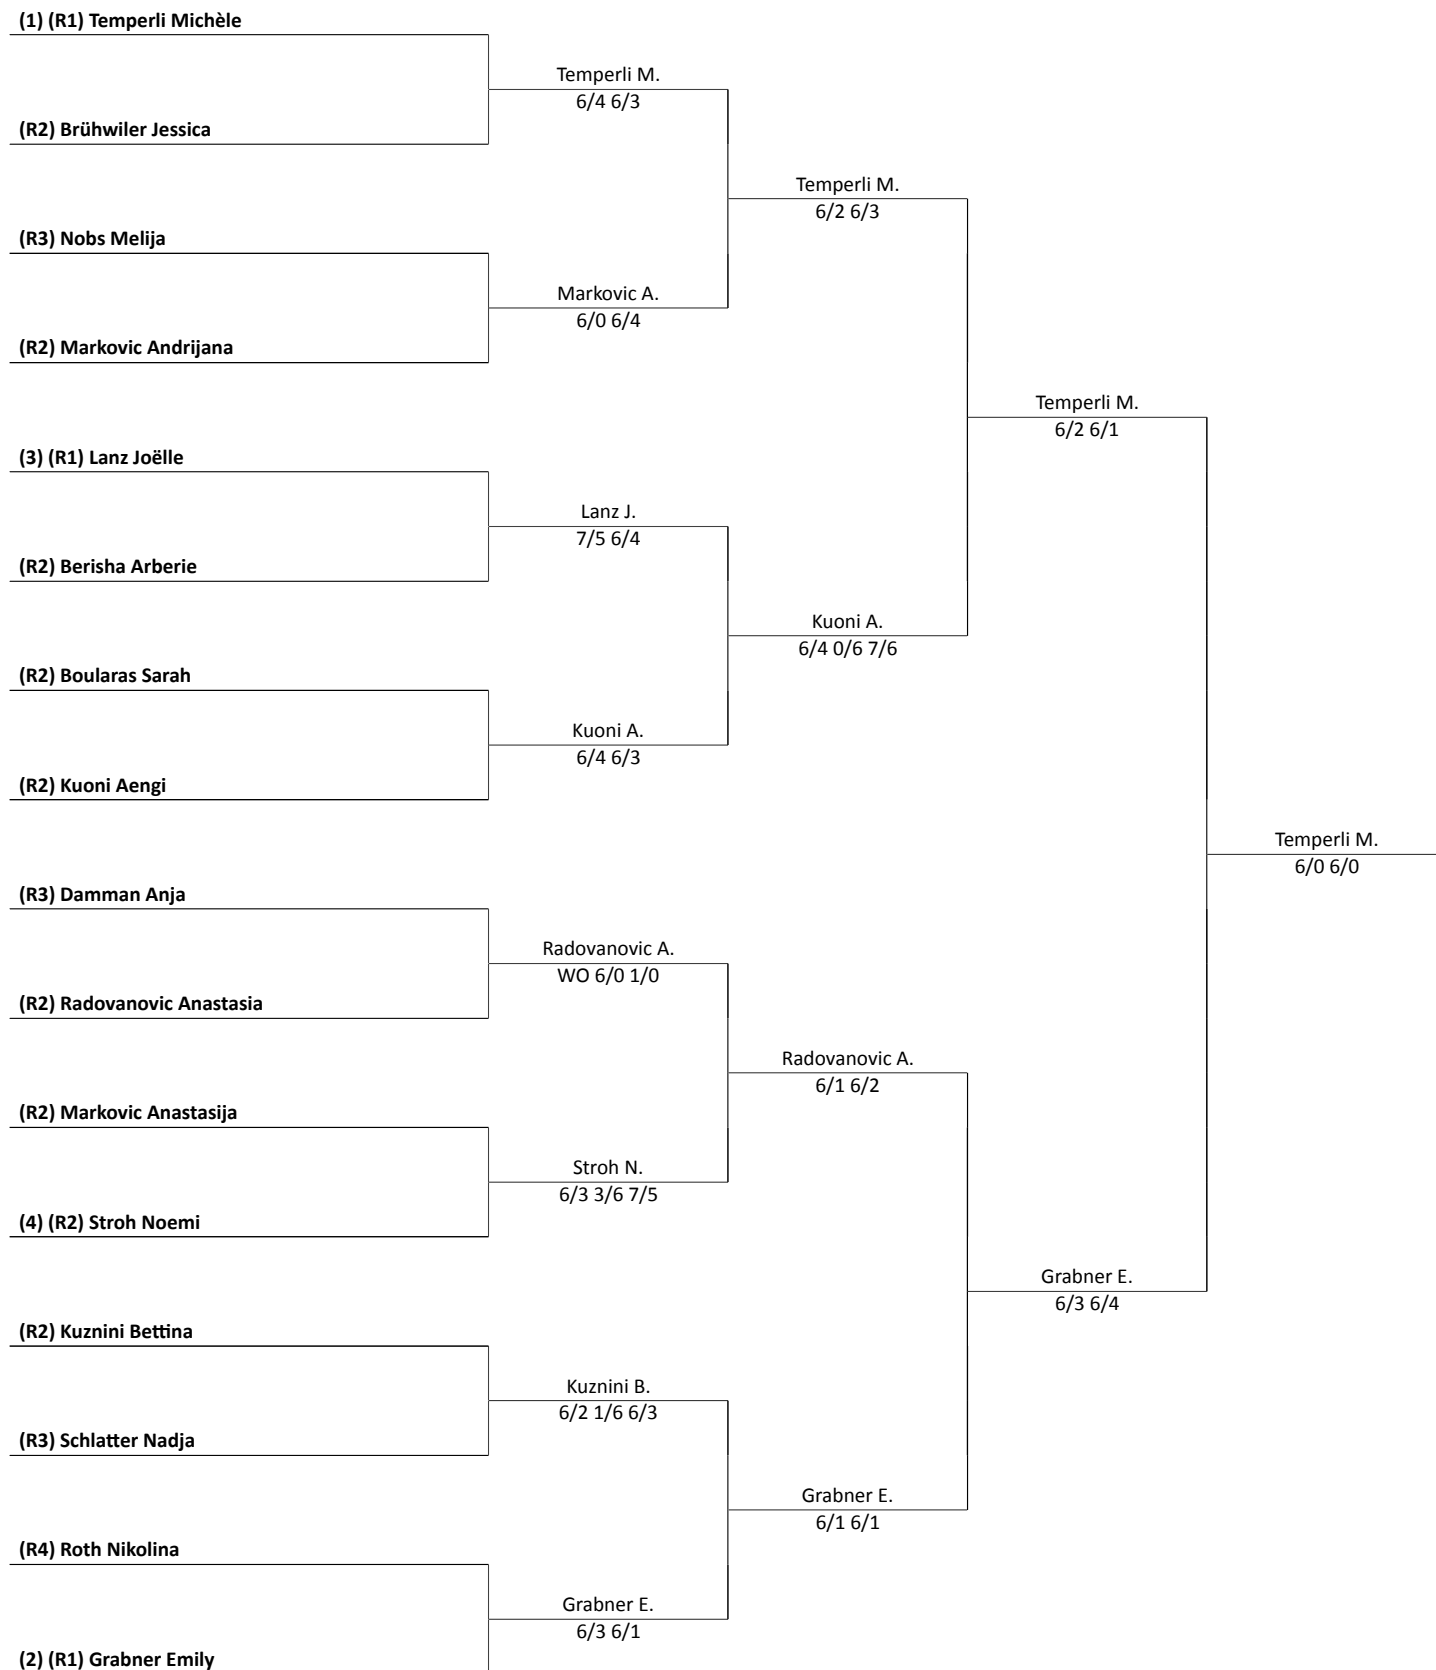 (1) (R1) Temperli Michèle
Temperli M.
6/4 6/3
(R2) Brühwiler Jessica
Temperli M.
6/2 6/3
(R3) Nobs Melija
Markovic A.
6/0 6/4
(R2) Markovic Andrijana
Temperli M.
6/2 6/1
(3) (R1) Lanz Joëlle
Lanz J.
7/5 6/4
(R2) Berisha Arberie
Kuoni A.
6/4 0/6 7/6
(R2) Boularas Sarah
Kuoni A.
6/4 6/3
(R2) Kuoni Aengi
Temperli M.
6/0 6/0
(R3) Damman Anja
Radovanovic A.
WO 6/0 1/0
(R2) Radovanovic Anastasia
Radovanovic A.
6/1 6/2
(R2) Markovic Anastasija
Stroh N.
6/3 3/6 7/5
(4) (R2) Stroh Noemi
Grabner E.
6/3 6/4
(R2) Kuznini Bettina
Kuznini B.
6/2 1/6 6/3
(R3) Schlatter Nadja
Grabner E.
6/1 6/1
(R4) Roth Nikolina
Grabner E.
6/3 6/1
(2) (R1) Grabner Emily